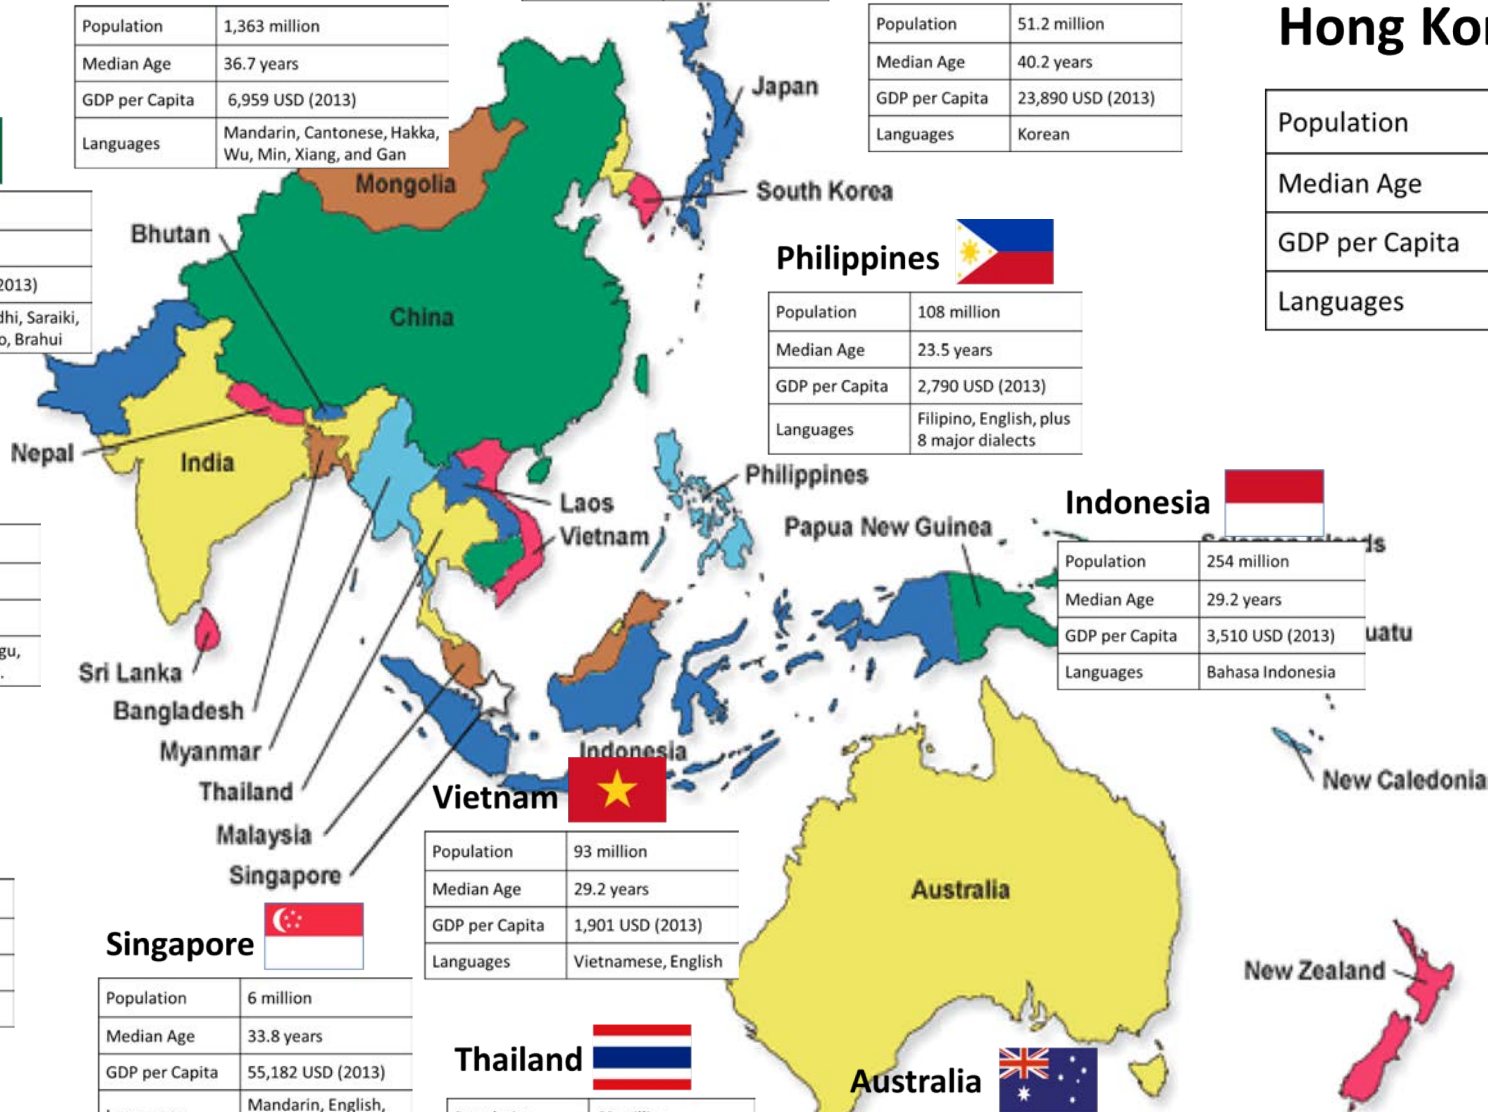 Population 1,363 million
Median Age 36.7 years
GDP per Capita 6,959 USD (2013)
Languages Mandarin, Cantonese, Hakka,
Wu, Min, Xiang, and Gan
Population 51.2 million
Median Age 40.2 years
GDP per Capita 23,890 USD (2013)
Languages Korean
Hong Kor
Population
Median Age
GDP per Capita
Languages
2013)
dhi, Saraiki,
o, Brahui
Japan
Mongolia
South Korea
Bhutan
China
Philippines
Population 108 million
Median Age 23.5 years
GDP per Capita 2,790 USD (2013)
Languages Filipino, English, plus
8 major dialects
Nepal
India
Philippines
Laos
Vietnam
Papua New Guinea
Indonesia
Solomon Islands
Population 254 million
Median Age 29.2 years
GDP per Capita 3,510 USD (2013)
Languages Bahasa Indonesia
uatu
gu,
Sri Lanka
Bangladesh
Myanmar
Thailand
Malaysia
Singapore
Indonesia
New Caledonia
Vietnam
Population 93 million
Median Age 29.2 years
GDP per Capita 1,901 USD (2013)
Languages Vietnamese, English
Australia
New Zealand
Singapore
Population 6 million
Median Age 33.8 years
GDP per Capita 55,182 USD (2013)
Mandarin, English,
Thailand
Australia